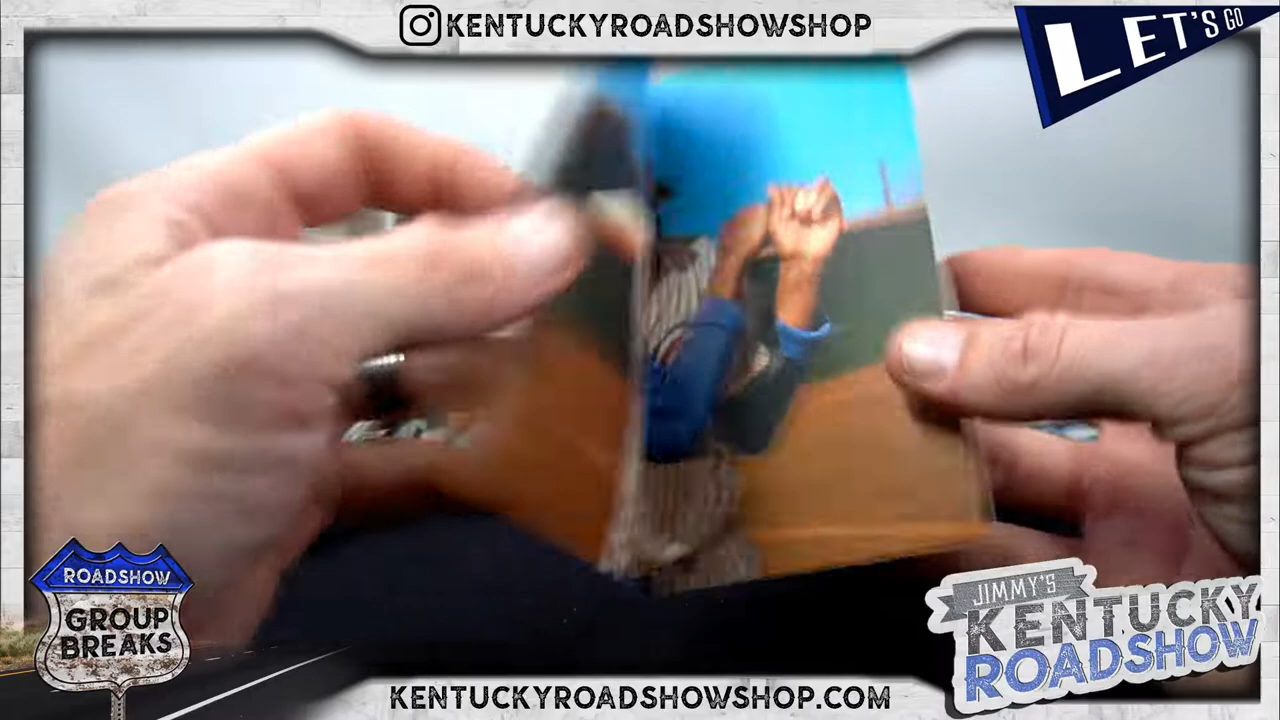 KENTUCKYROADSHOWSHOP
LET'S GO
ROADSHOW
GROUP
BREAKS
JIMMY'S
KENTUCKY
ROADSHOW
KENTUCKYROADSHOWSHOP.COM